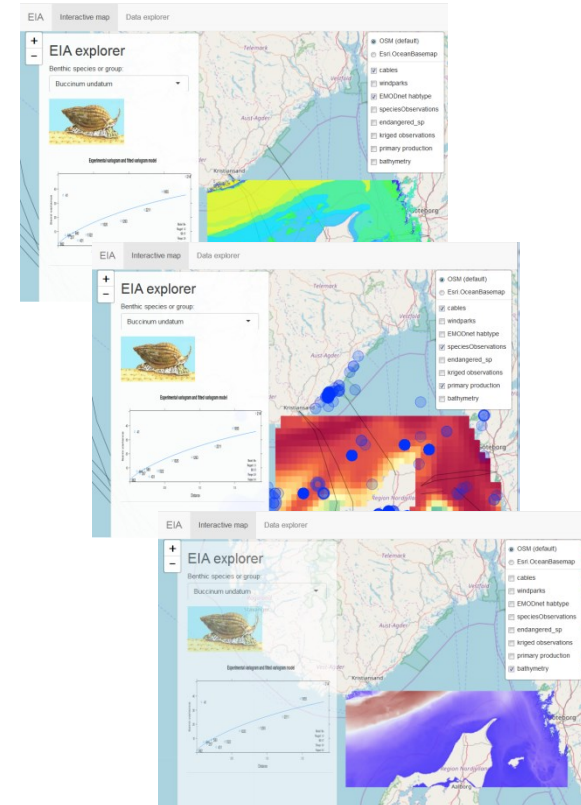 EIA Interactive map Data explorer
+
−
EIA explorer
Benthic species or group:
Buccinum undatum
Experimental variogram and fitted variogram model
Telemark
Vestfold
Aust-Agder
Kristiansand
Göteborg
OSM (default)
Esri OceanBasemap
cables
windparks
EMODnet habtype
speciesObservations
endangered_sp
kriged observations
primary production
bathymetry
EIA Interactive map Data explorer
+
−
EIA explorer
Benthic species or group:
Buccinum undatum
Experimental variogram and fitted variogram model
Distance
Telemark
Vestfold
Aust-Agder
Kristiansand
Göteborg
Region Nordjylland
OSM (default)
Esri OceanBasemap
cables
windparks
EMODnet habtype
speciesObservations
endangered_sp
kriged observations
primary production
bathymetry
EIA Interactive map Data explorer
+
−
EIA explorer
Benthic species or group:
Buccinum undatum
Experimental variogram and fitted variogram model
Distance
Telemark
Vestfold
Aust-Agder
Kristiansand
Göteborg
Region Nordjylland
Aalborg
OSM (default)
Esri OceanBasemap
cables
windparks
EMODnet habtype
speciesObservations
endangered_sp
kriged observations
primary production
bathymetry